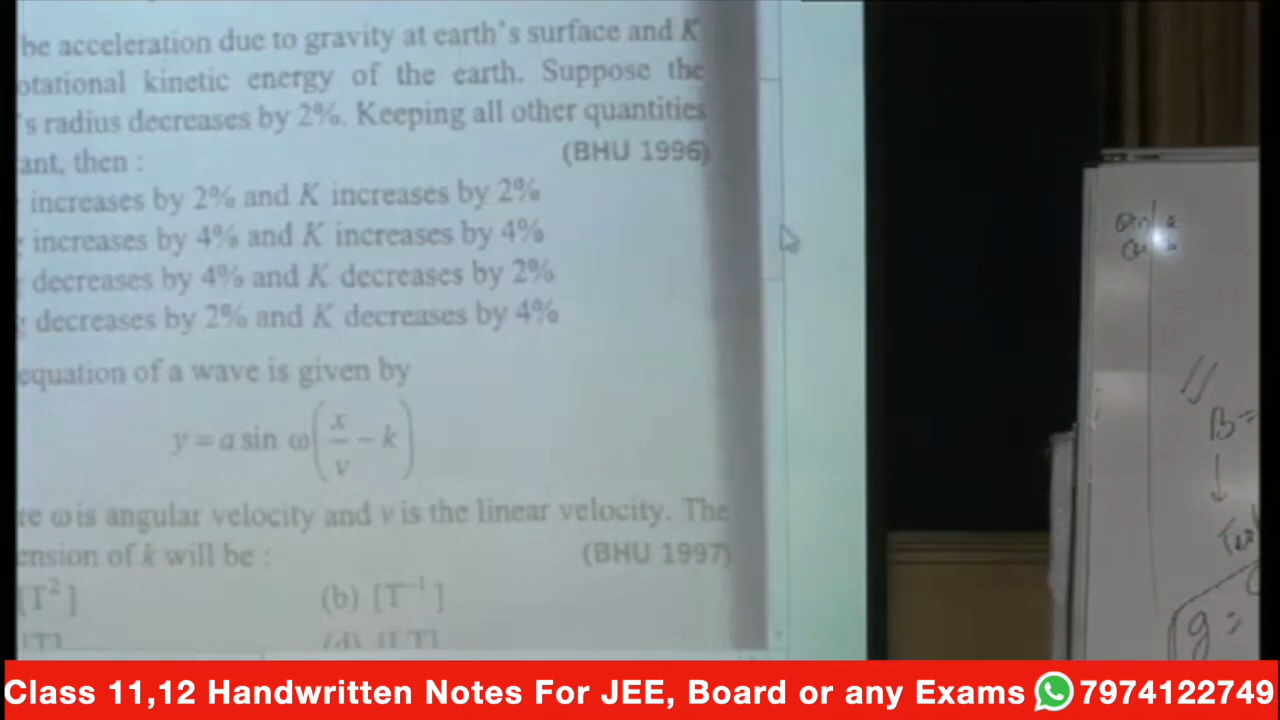 be acceleration due to gravity at earth's surface and K
otational kinetic energy of the earth. Suppose the
's radius decreases by 2%. Keeping all other quantities
ant, then :
(BHU 1996)
increases by 2% and K increases by 2%
g increases by 4% and K increases by 4%
decreases by 4% and K decreases by 2%
g decreases by 2% and K decreases by 4%
equation of a wave is given by
y = a sin ω(x/v − k)
re ω is angular velocity and v is the linear velocity. The
ension of k will be :
(BHU 1997)
[T²]
(b) [T⁻¹]
[T]
(d) [LT]
B=
g =
Class 11,12 Handwritten Notes For JEE, Board or any Exams 7974122749